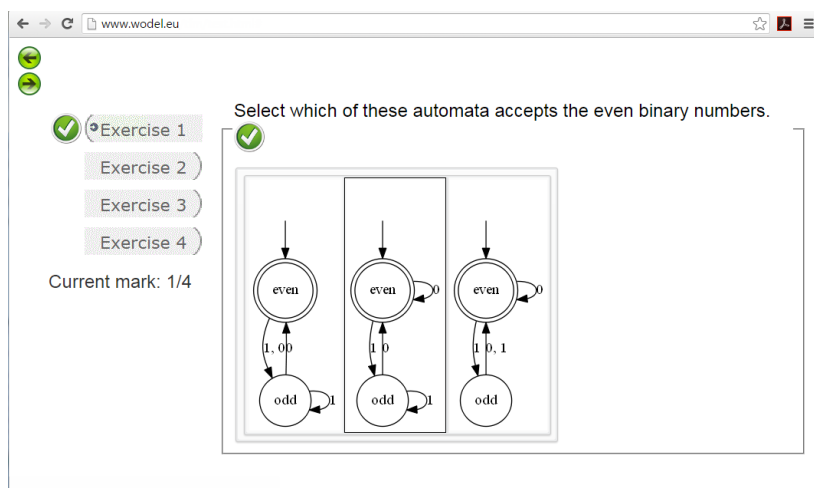 www.wodel.eu
Select which of these automata accepts the even binary numbers.
Exercise 1
Exercise 2
Exercise 3
Exercise 4
Current mark: 1/4
even
1, 0
0
odd
1
even
0
1
0
odd
1
even
0
1
0, 1
odd